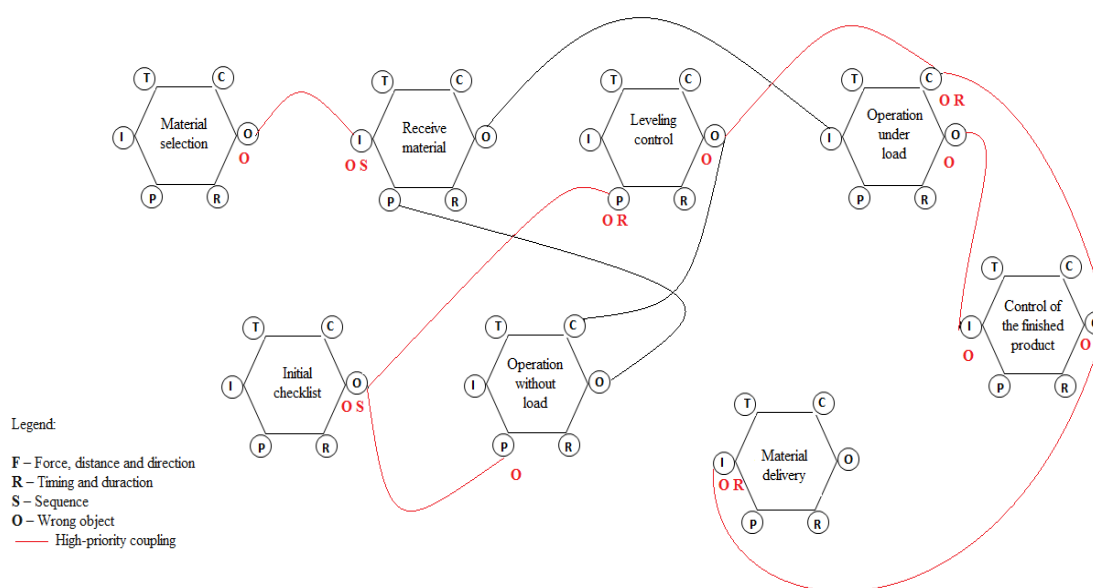 T
C
Material
selection
I
O
O
P
R
T
C
Receive
material
I
O S
O
P
R
T
C
Leveling
control
I
O
O
P
O R
R
T
C
O R
Operation
under
load
I
O
O
P
R
T
C
Control of
the finished
product
I
O
O
P
R
T
C
Initial
checklist
I
O
O S
P
R
T
C
Operation
without
load
I
O
P
O
R
T
C
Material
delivery
I
O R
O
P
R
Legend:
F – Force, distance and direction
R – Timing and duraction
S – Sequence
O – Wrong object
High-priority coupling